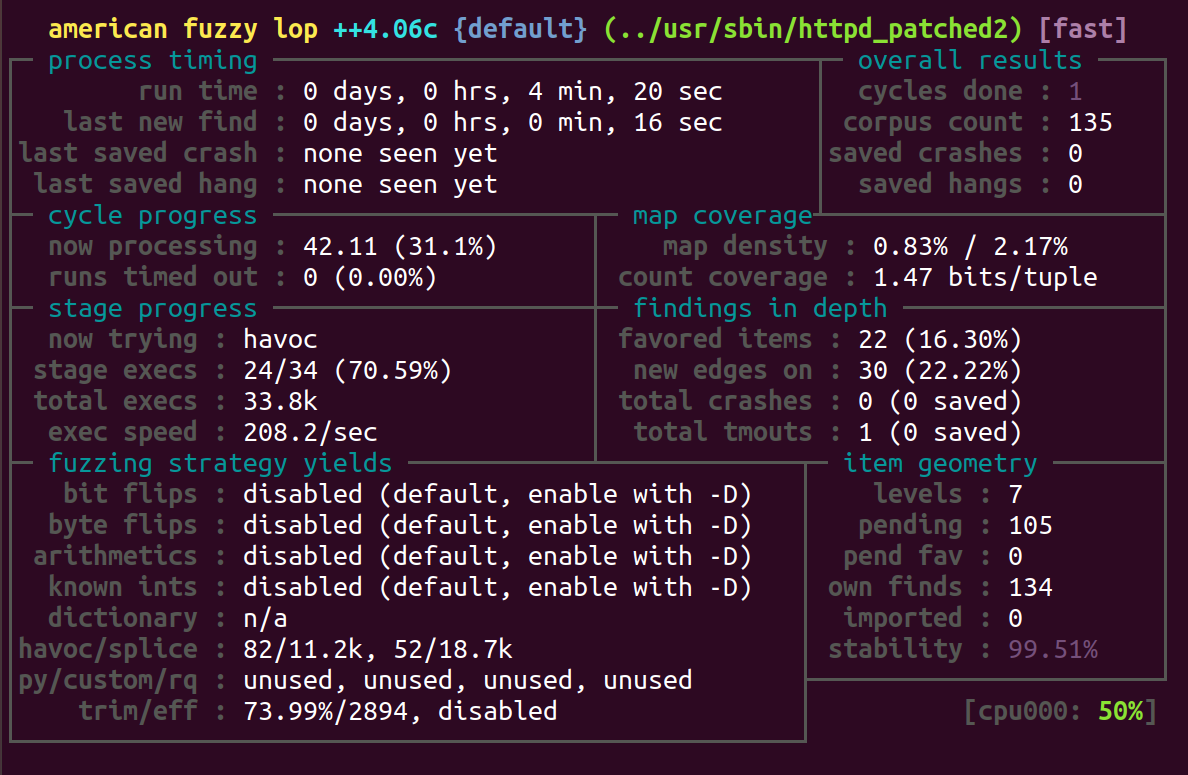 american fuzzy lop ++4.06c {default} (../usr/sbin/httpd_patched2) [fast]
process timing overall results
run time : 0 days, 0 hrs, 4 min, 20 sec cycles done : 1
last new find : 0 days, 0 hrs, 0 min, 16 sec corpus count : 135
last saved crash : none seen yet saved crashes : 0
last saved hang : none seen yet saved hangs : 0
cycle progress map coverage
now processing : 42.11 (31.1%) map density : 0.83% / 2.17%
runs timed out : 0 (0.00%) count coverage : 1.47 bits/tuple
stage progress findings in depth
now trying : havoc favored items : 22 (16.30%)
stage execs : 24/34 (70.59%) new edges on : 30 (22.22%)
total execs : 33.8k total crashes : 0 (0 saved)
exec speed : 208.2/sec total tmouts : 1 (0 saved)
fuzzing strategy yields item geometry
bit flips : disabled (default, enable with -D) levels : 7
byte flips : disabled (default, enable with -D) pending : 105
arithmetics : disabled (default, enable with -D) pend fav : 0
known ints : disabled (default, enable with -D) own finds : 134
dictionary : n/a imported : 0
havoc/splice : 82/11.2k, 52/18.7k stability : 99.51%
py/custom/rq : unused, unused, unused, unused
trim/eff : 73.99%/2894, disabled [cpu000: 50%]